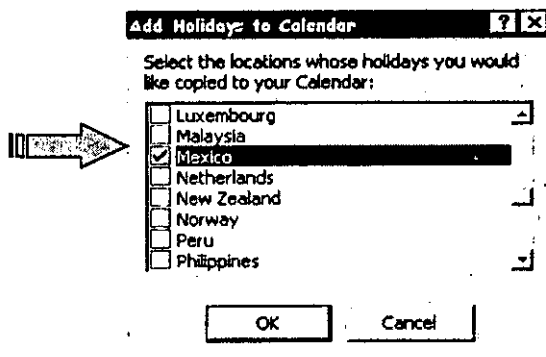 Add Holidays to Calendar
Select the locations whose holidays you would
like copied to your Calendar:
Luxembourg
Malaysia
Mexico
Netherlands
New Zealand
Norway
Peru
Philippines
OK Cancel